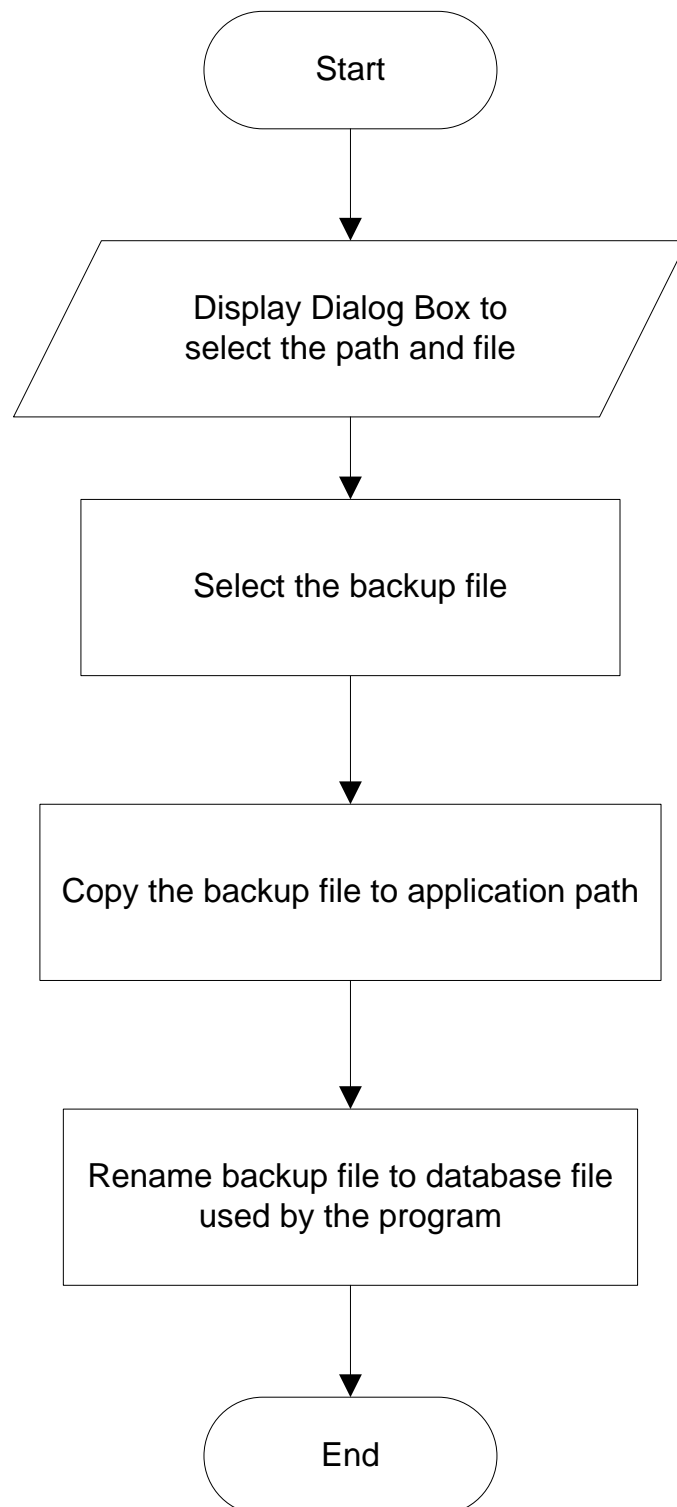 Start
Display Dialog Box to
select the path and file
Select the backup file
Copy the backup file to application path
Rename backup file to database file
used by the program
End